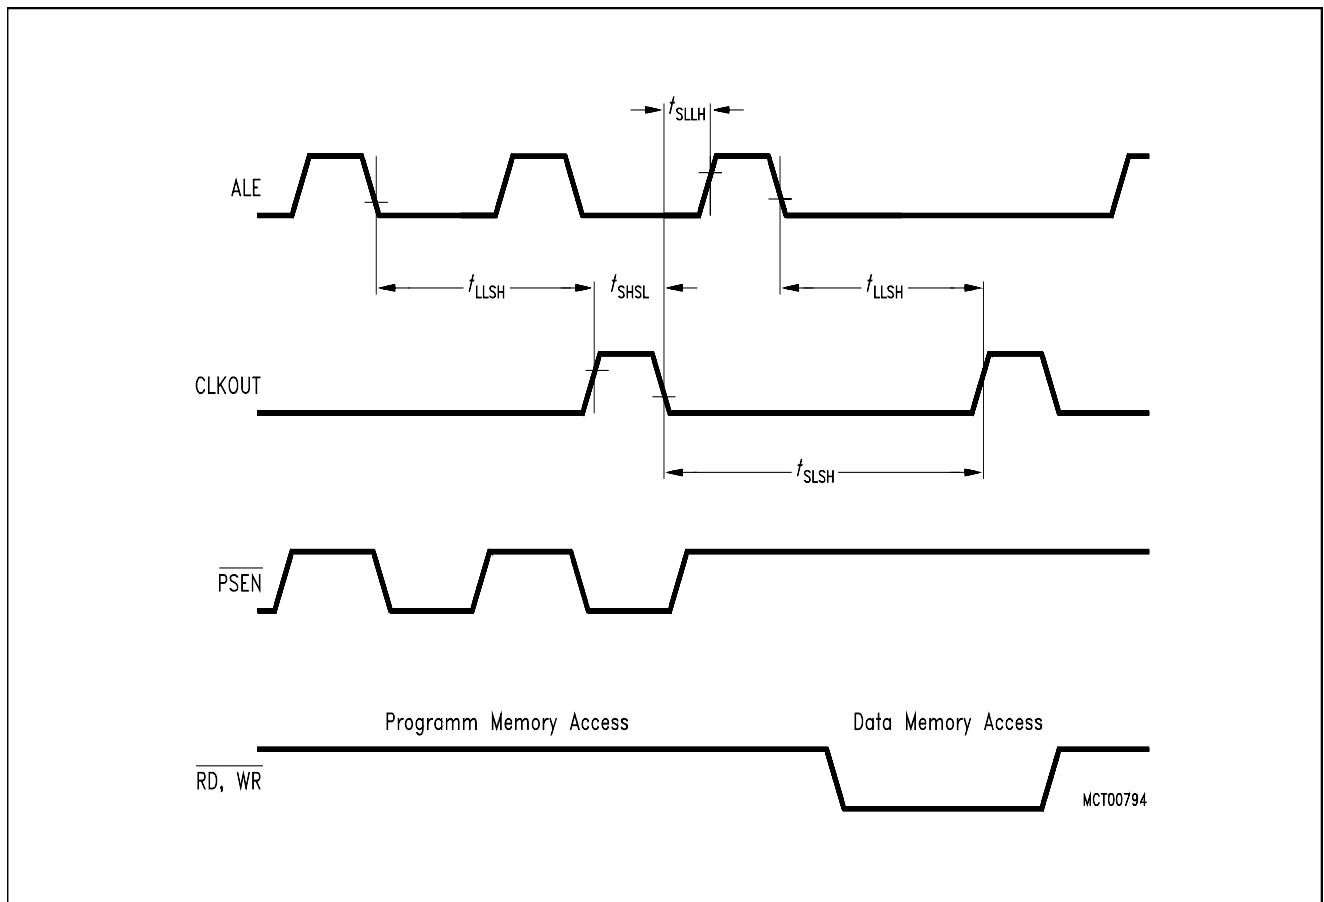 tSLLH
ALE
tLLSH
tSHSL
tLLSH
CLKOUT
tSLSH
PSEN
Programm Memory Access
Data Memory Access
RD, WR
MCT00794